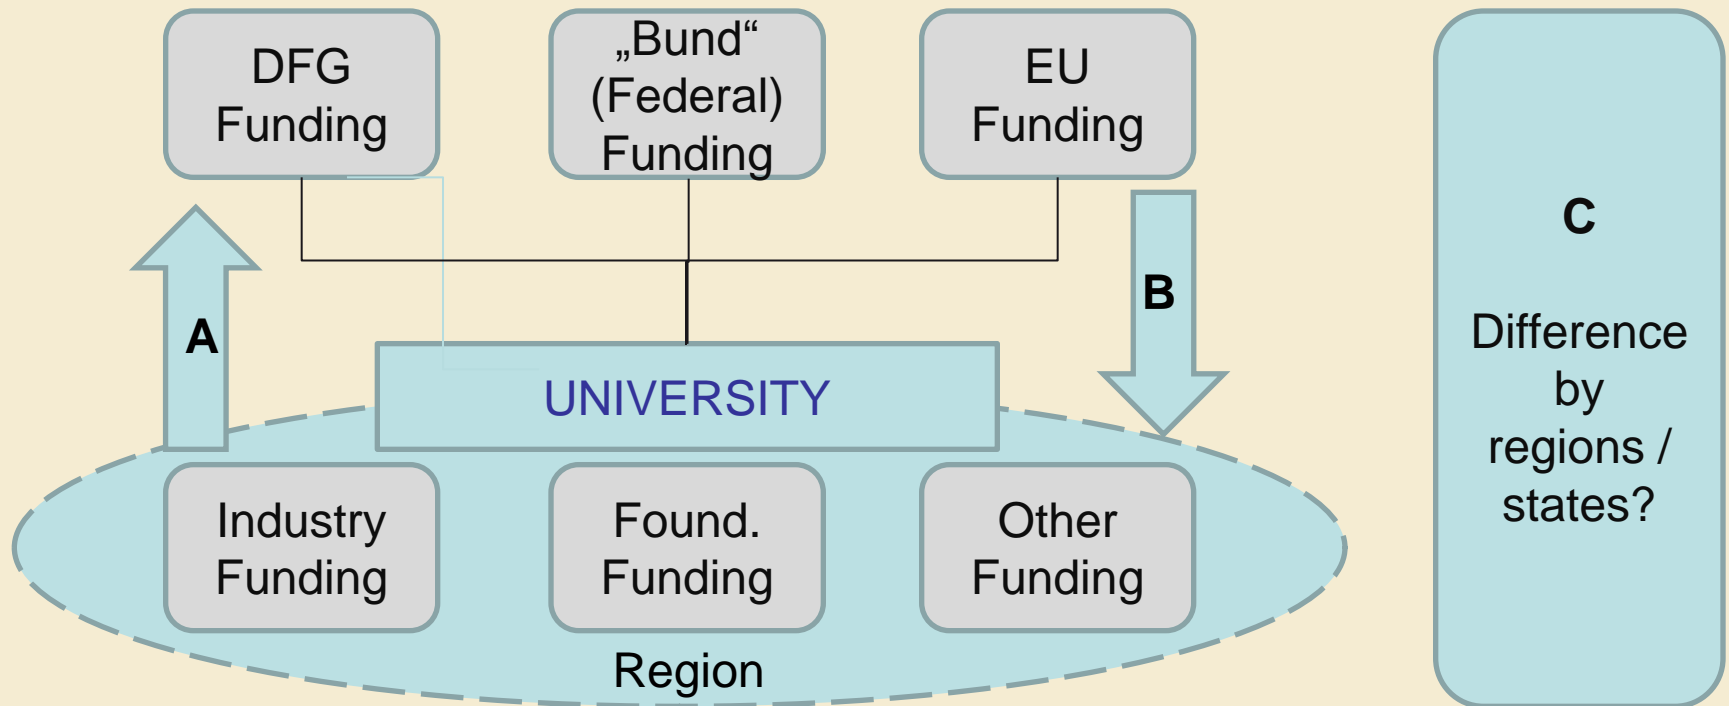 DFG
Funding
„Bund“
(Federal)
Funding
EU
Funding
A
B
UNIVERSITY
Industry
Funding
Found.
Funding
Other
Funding
Region
C
Difference
by
regions /
states?